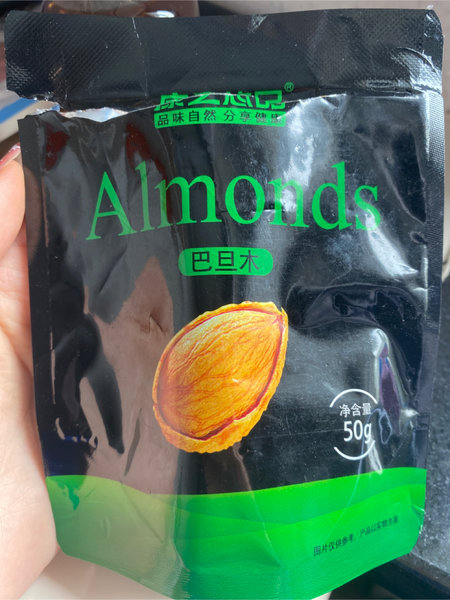 品味自然 分享健康
Almonds
巴旦木
净含量
50g
图片仅供参考，产品以实物为准